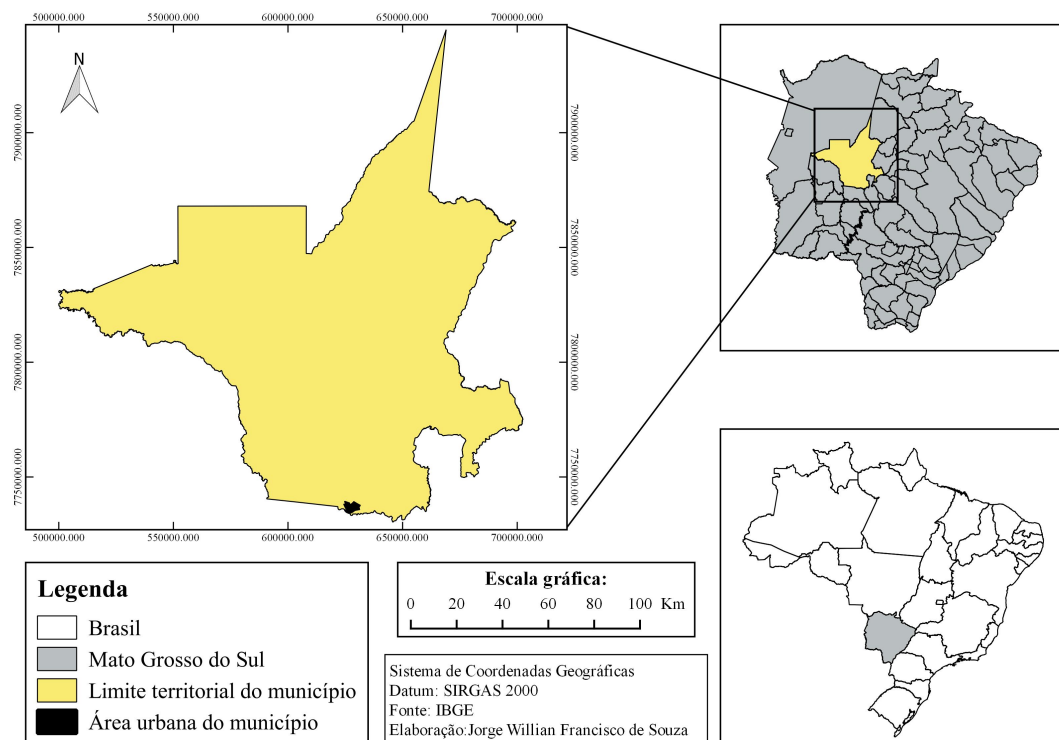 500000.000 550000.000 600000.000 650000.000 700000.000
N
7900000.000 7900000.000
7850000.000 7850000.000
7800000.000 7800000.000
7750000.000 7750000.000
500000.000 550000.000 600000.000 650000.000 700000.000
Legenda
Brasil
Mato Grosso do Sul
Limite territorial do município
Área urbana do município
Escala gráfica:
0 20 40 60 80 100 Km
Sistema de Coordenadas Geográficas
Datum: SIRGAS 2000
Fonte: IBGE
Elaboração:Jorge Willian Francisco de Souza